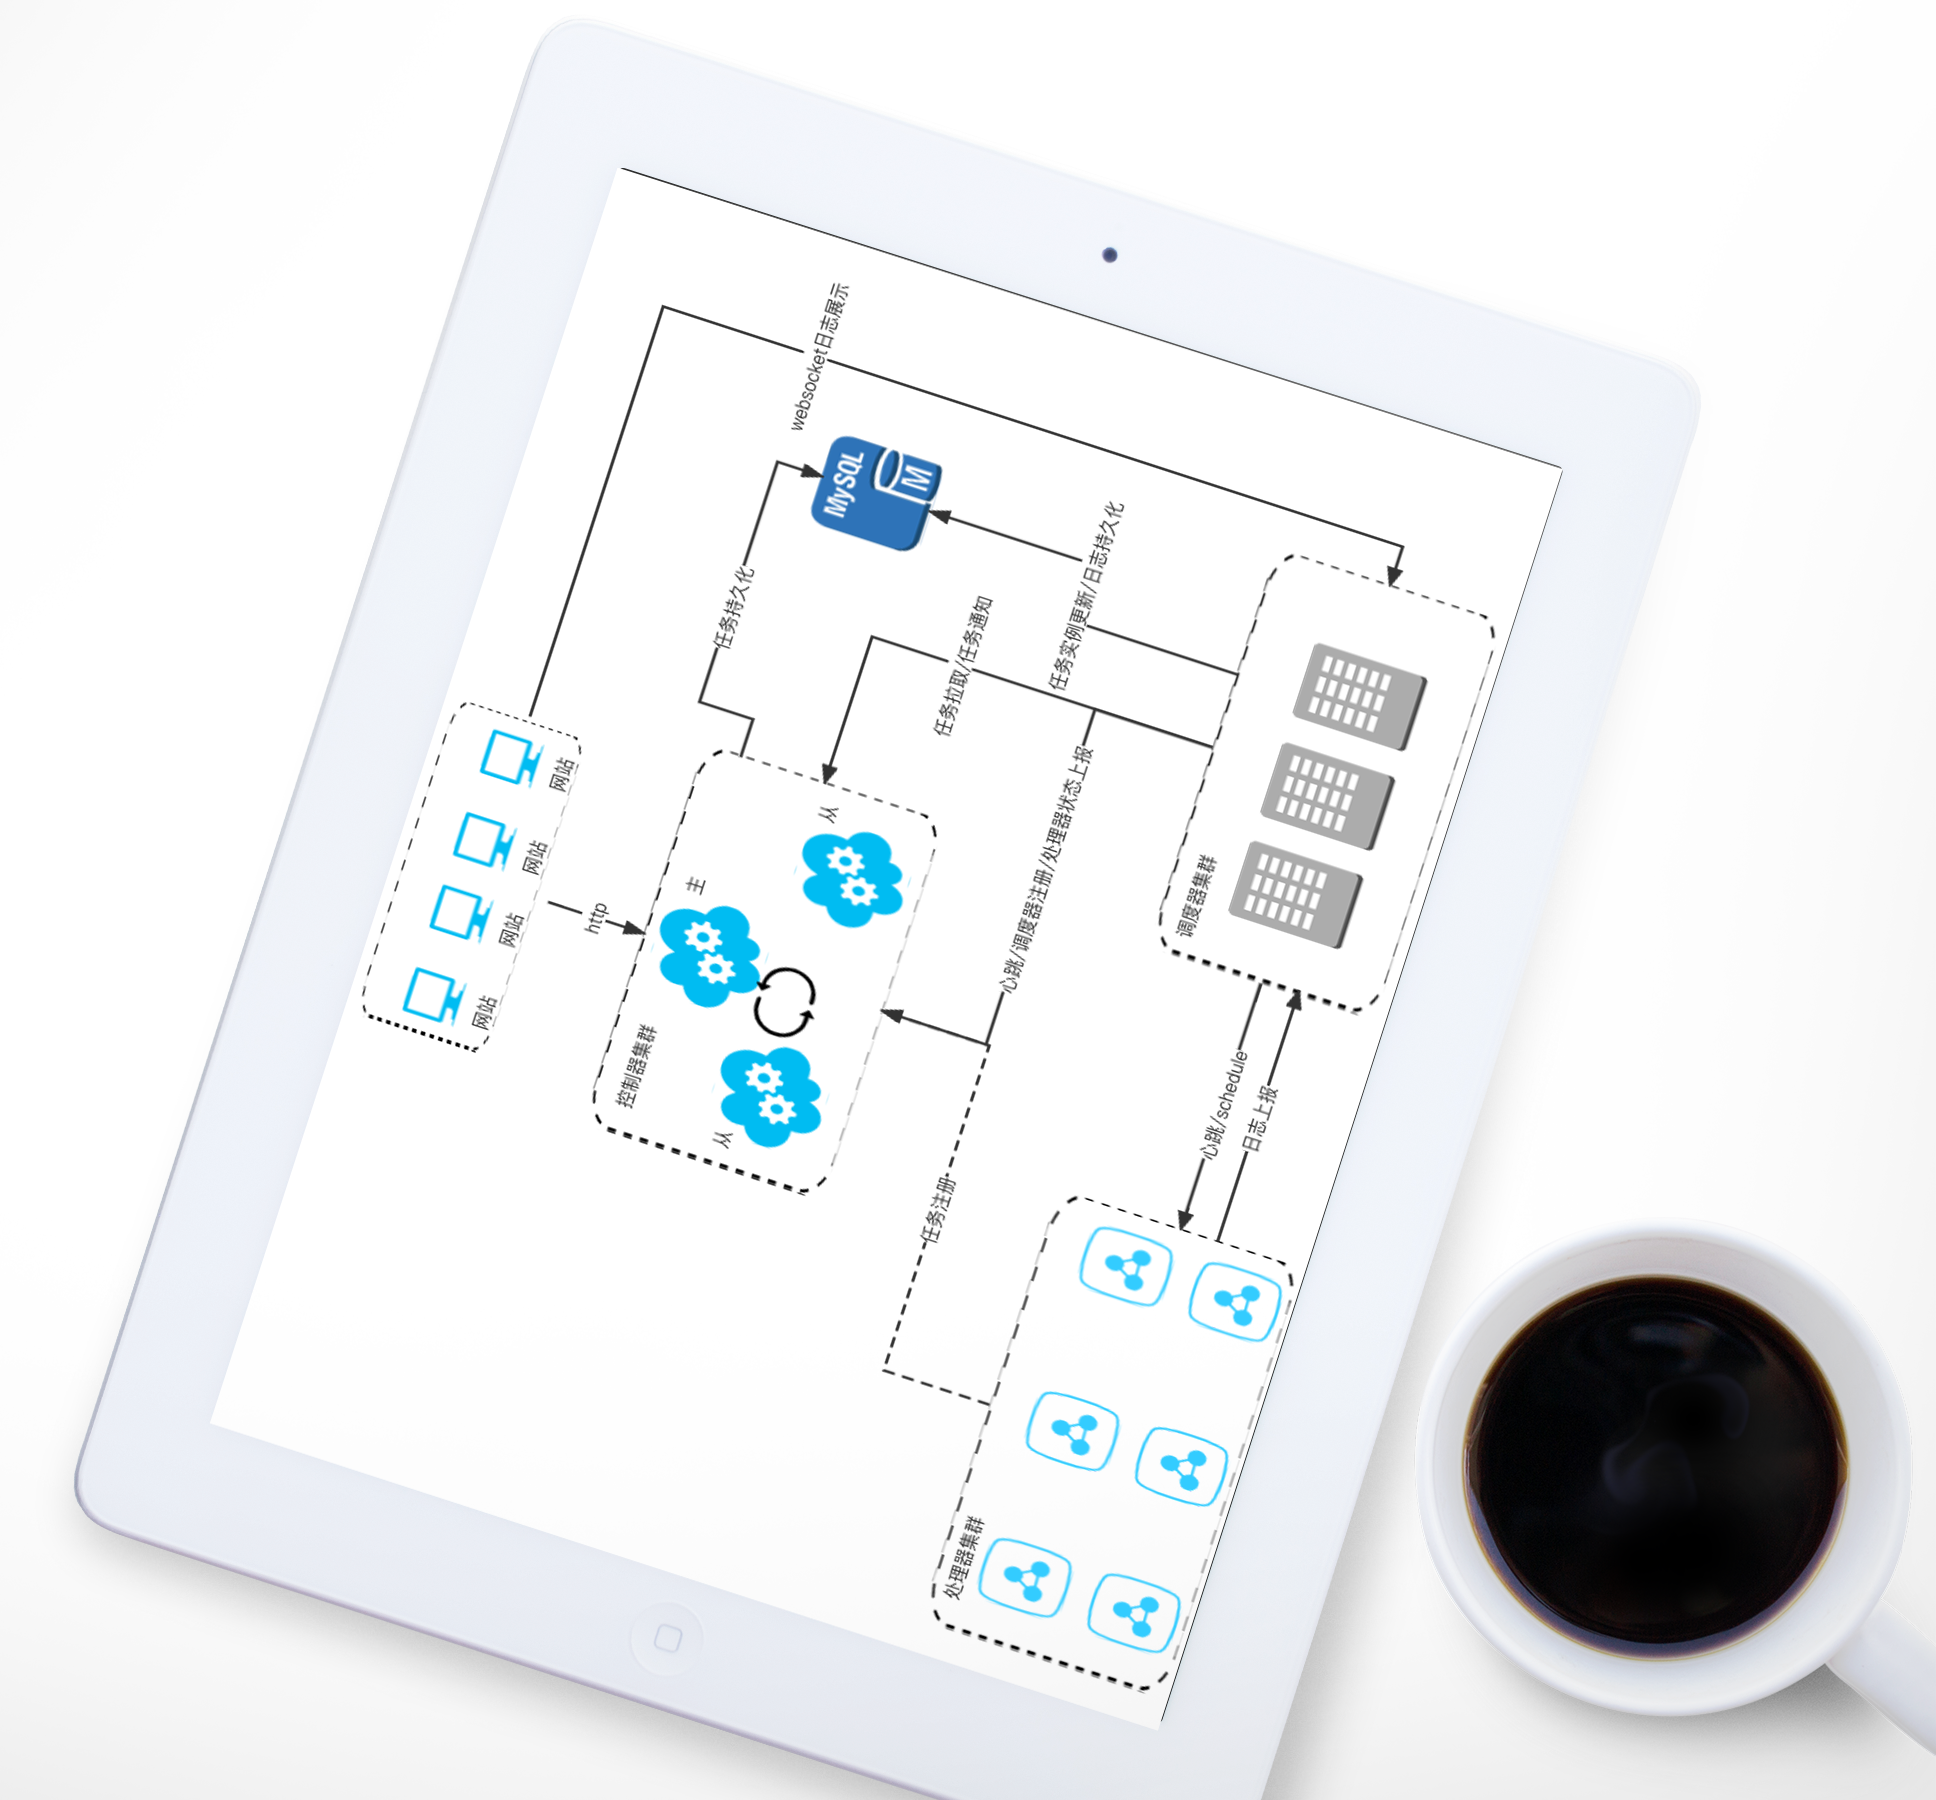 网站
网站
网站
网站
http
websocket日志展示
任务持久化
MySQL
M
控制器集群
从
主
从
任务拉取/任务通知
任务实例更新/日志持久化
心跳/调度器注册/处理器状态上报
任务注册
调度器集群
心跳/schedule
日志上报
处理器集群